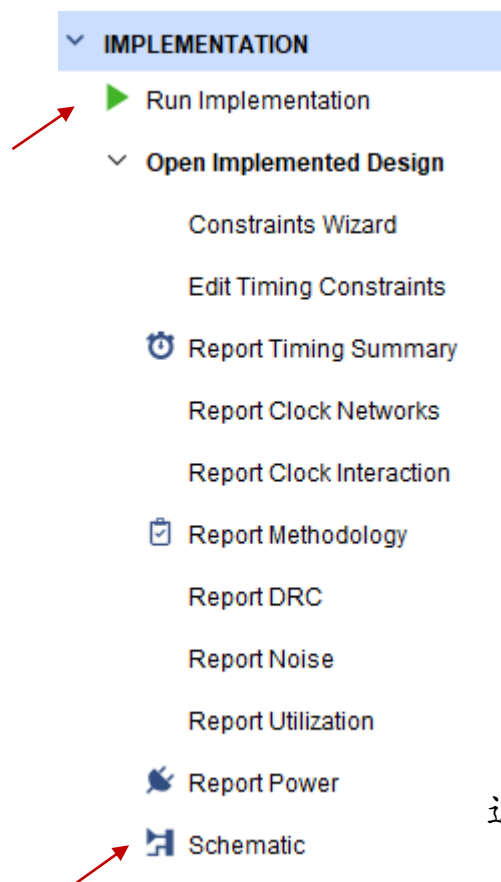 IMPLEMENTATION
Run Implementation
Open Implemented Design
Constraints Wizard
Edit Timing Constraints
Report Timing Summary
Report Clock Networks
Report Clock Interaction
Report Methodology
Report DRC
Report Noise
Report Utilization
Report Power
Schematic